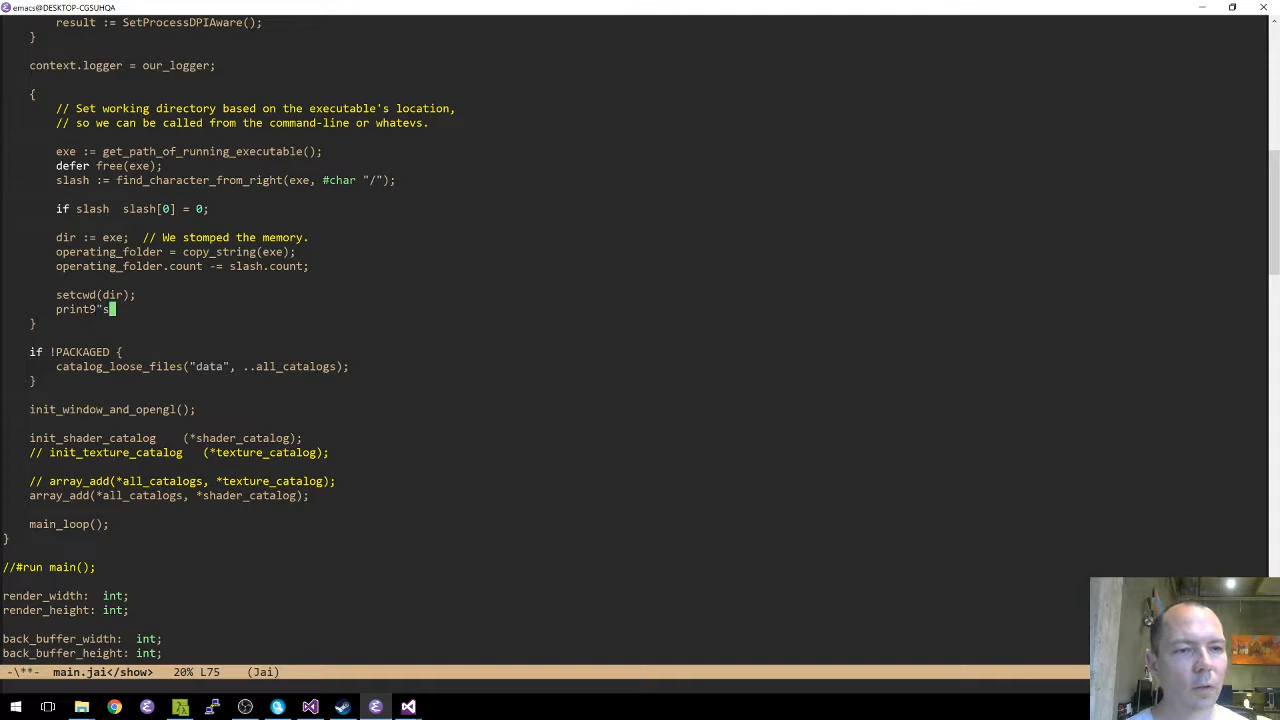 emacs@DESKTOP-CGSUHQA
result := SetProcessDPIAware();
}
context.logger = our_logger;
{
// Set working directory based on the executable's location,
// so we can be called from the command-line or whatevs.
exe := get_path_of_running_executable();
defer free(exe);
slash := find_character_from_right(exe, #char "/");
if slash  slash[0] = 0;
dir := exe;  // We stomped the memory.
operating_folder = copy_string(exe);
operating_folder.count -= slash.count;
setcwd(dir);
print9"s
}
if !PACKAGED {
catalog_loose_files("data", ..all_catalogs);
}
init_window_and_opengl();
init_shader_catalog    (*shader_catalog);
// init_texture_catalog   (*texture_catalog);
// array_add(*all_catalogs, *texture_catalog);
array_add(*all_catalogs, *shader_catalog);
main_loop();
}
//#run main();
render_width:  int;
render_height: int;
back_buffer_width:  int;
back_buffer_height: int;
-\**-  main.jai</show>   20% L75    (Jai)